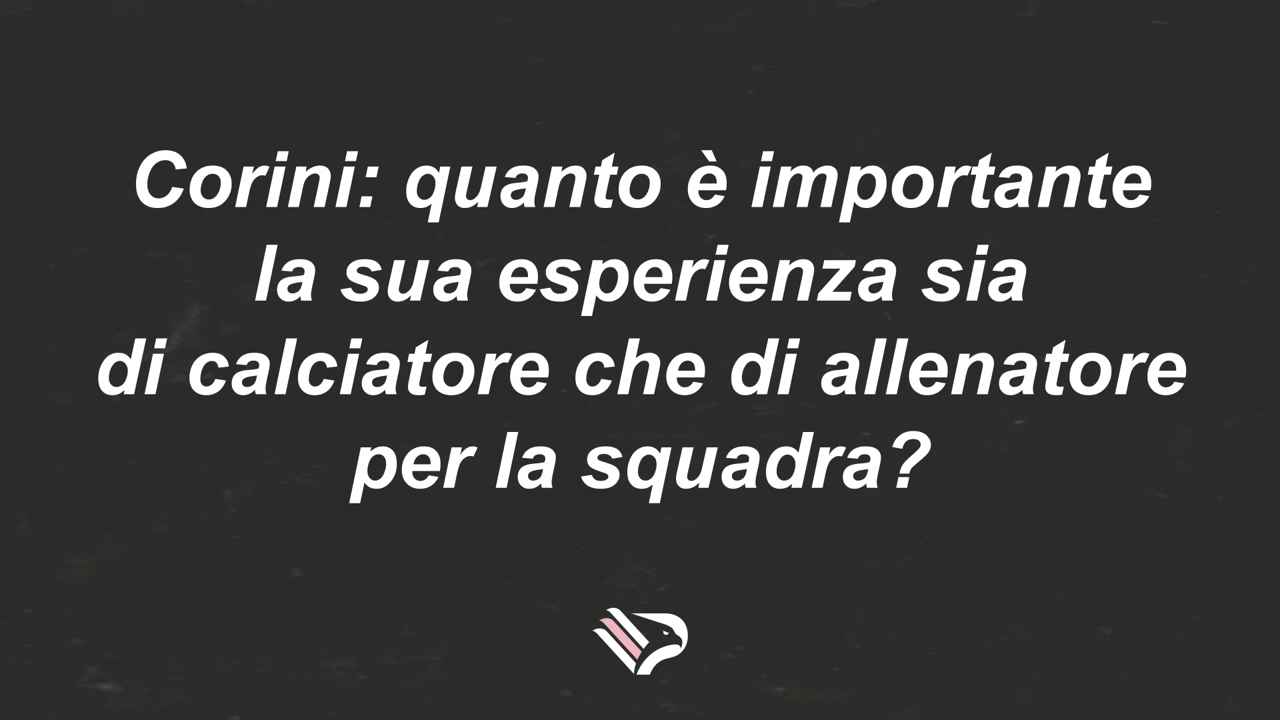 Corini: quanto è importante
la sua esperienza sia
di calciatore che di allenatore
per la squadra?